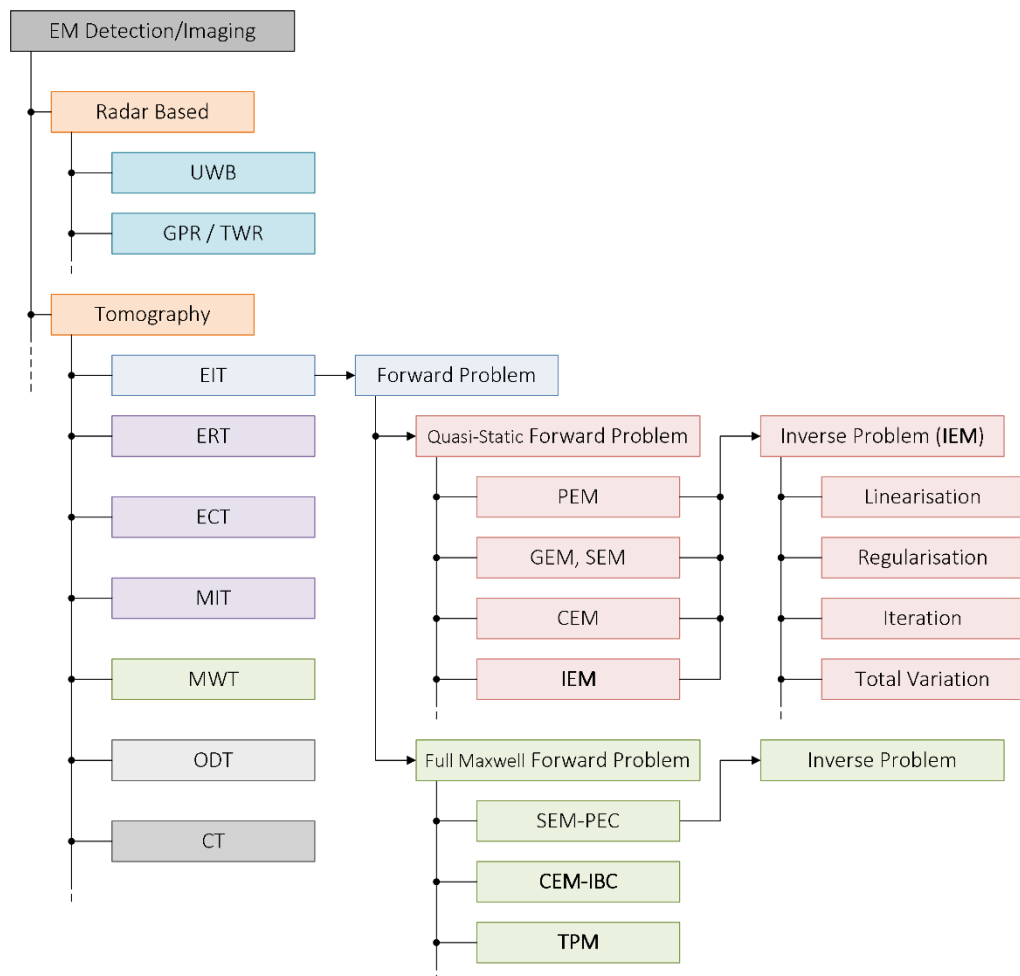 EM Detection/Imaging
Radar Based
UWB
GPR / TWR
Tomography
EIT
Forward Problem
ERT
Quasi-Static Forward Problem
Inverse Problem (IEM)
PEM
Linearisation
ECT
GEM, SEM
Regularisation
MIT
CEM
Iteration
MWT
IEM
Total Variation
ODT
Full Maxwell Forward Problem
Inverse Problem
SEM-PEC
CT
CEM-IBC
TPM